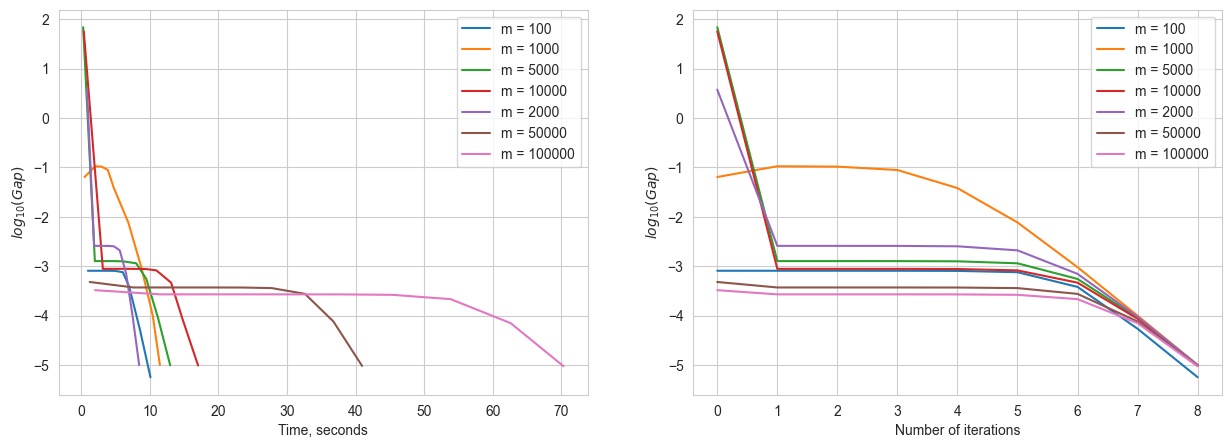 2
1
0
−1
−2
−3
−4
−5
log10(Gap)
0
10
20
30
40
50
60
70
Time, seconds
m = 100
m = 1000
m = 5000
m = 10000
m = 2000
m = 50000
m = 100000
2
1
0
−1
−2
−3
−4
−5
log10(Gap)
0
1
2
3
4
5
6
7
8
Number of iterations
m = 100
m = 1000
m = 5000
m = 10000
m = 2000
m = 50000
m = 100000